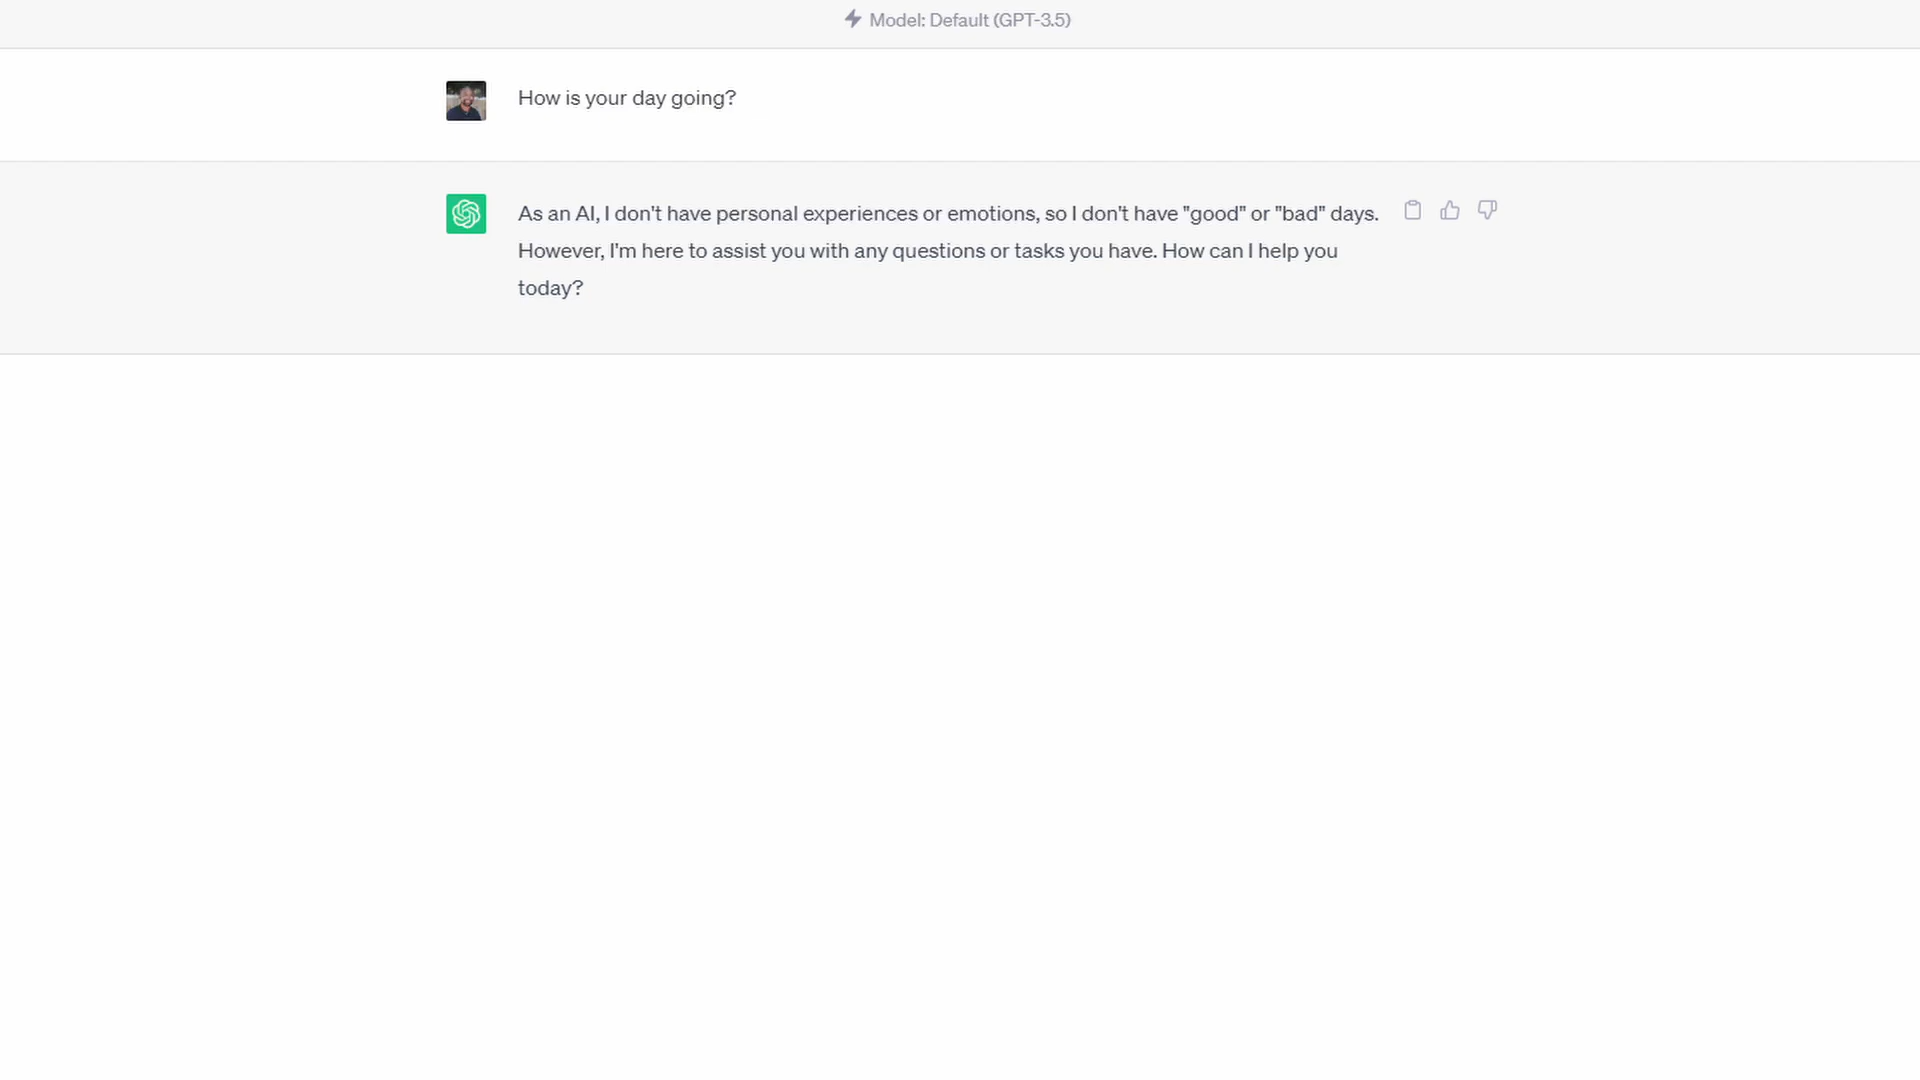 Model: Default (GPT-3.5)
How is your day going?
As an AI, I don't have personal experiences or emotions, so I don't have "good" or "bad" days.
However, I'm here to assist you with any questions or tasks you have. How can I help you
today?